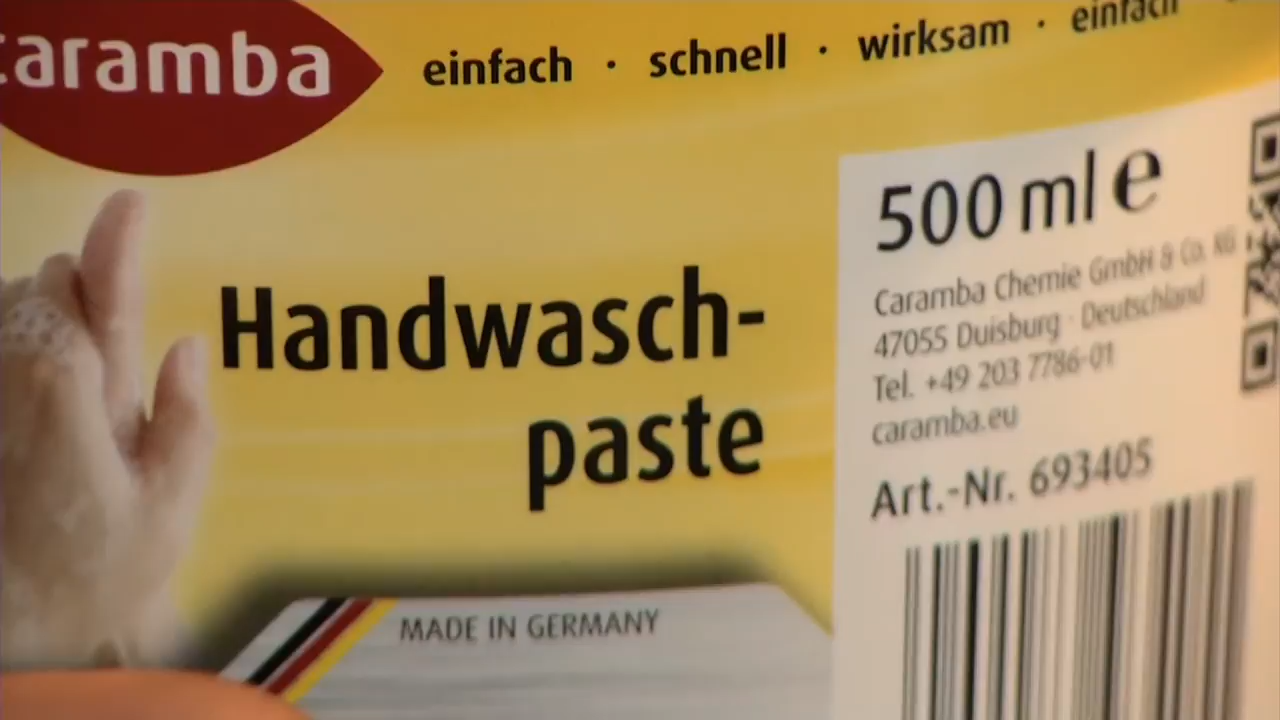 caramba
einfach · schnell · wirksam · einfach
Handwasch-
paste
MADE IN GERMANY
500 ml e
Caramba Chemie GmbH & Co. KG
47055 Duisburg · Deutschland
Tel. +49 203 7786-01
caramba.eu
Art.-Nr. 693405